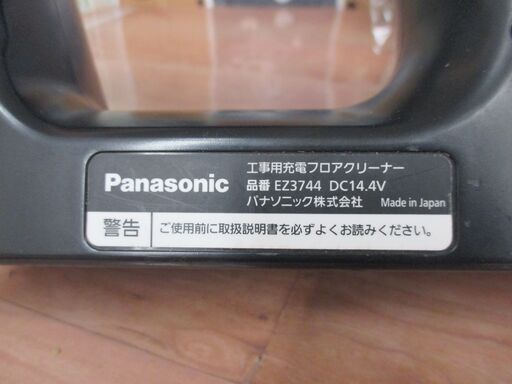 Panasonic
工事用充電フロアクリーナー
品番 EZ3744 DC14.4V
パナソニック株式会社 Made in Japan
警告 ご使用前に取扱説明書を必ずよくお読みください。